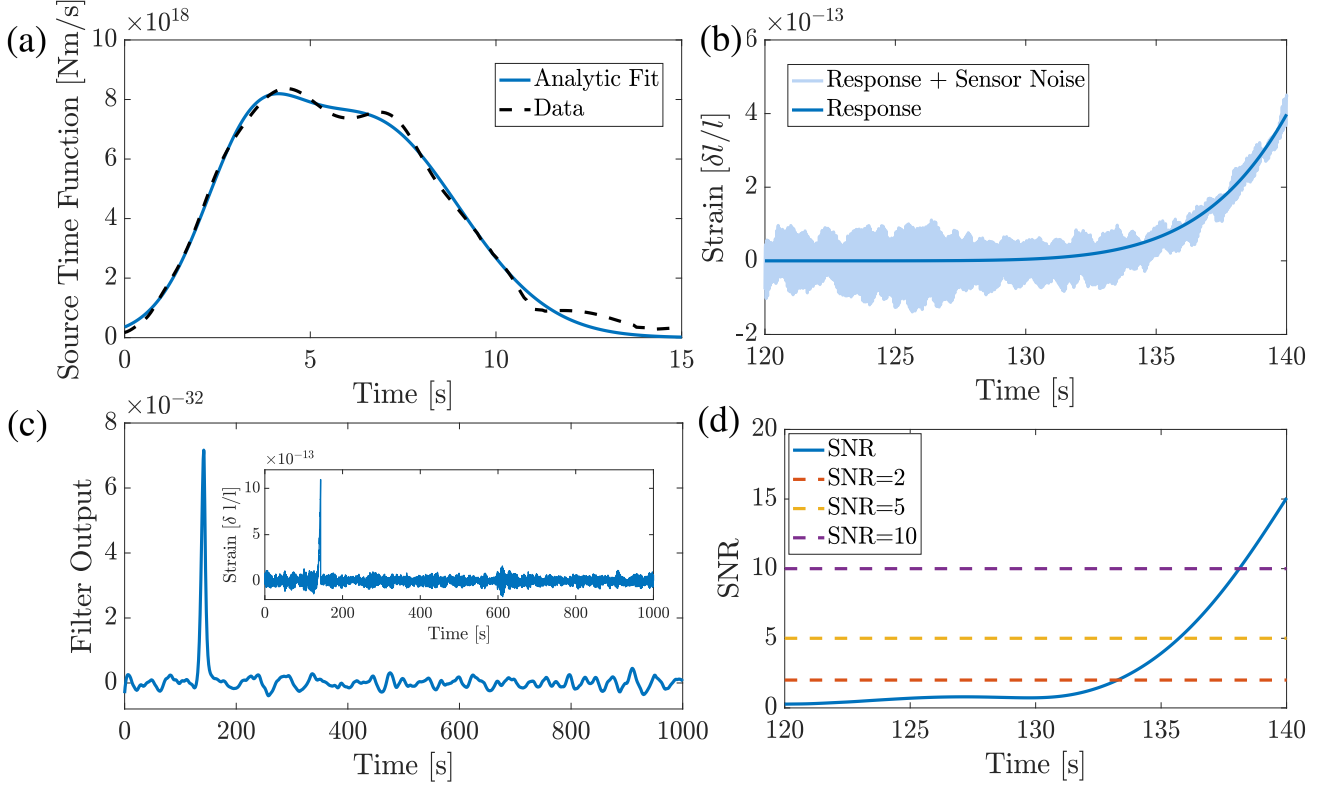 (a)
×10^18
Source Time Function [Nm/s]
10
8
6
4
2
0
0 5 10 15
Time [s]
Analytic Fit
Data
(b)
×10^-13
Strain [δl/l]
6
4
2
0
-2
120 125 130 135 140
Time [s]
Response + Sensor Noise
Response
(c)
×10^-32
Filter Output
8
6
4
2
0
0 200 400 600 800 1000
Time [s]
×10^-13
Strain [δ l/l]
10
5
0
0 200 400 600 800 1000
Time [s]
(d)
SNR
20
15
10
5
0
120 125 130 135 140
Time [s]
SNR
SNR=2
SNR=5
SNR=10